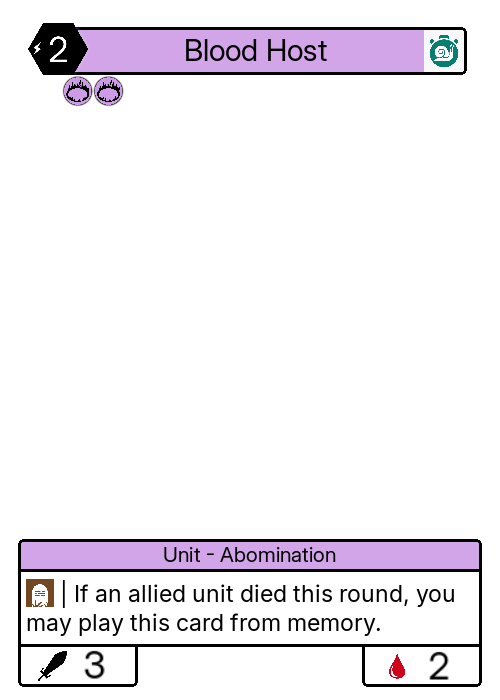 2
Blood Host
Unit - Abomination
| If an allied unit died this round, you
may play this card from memory.
3
2